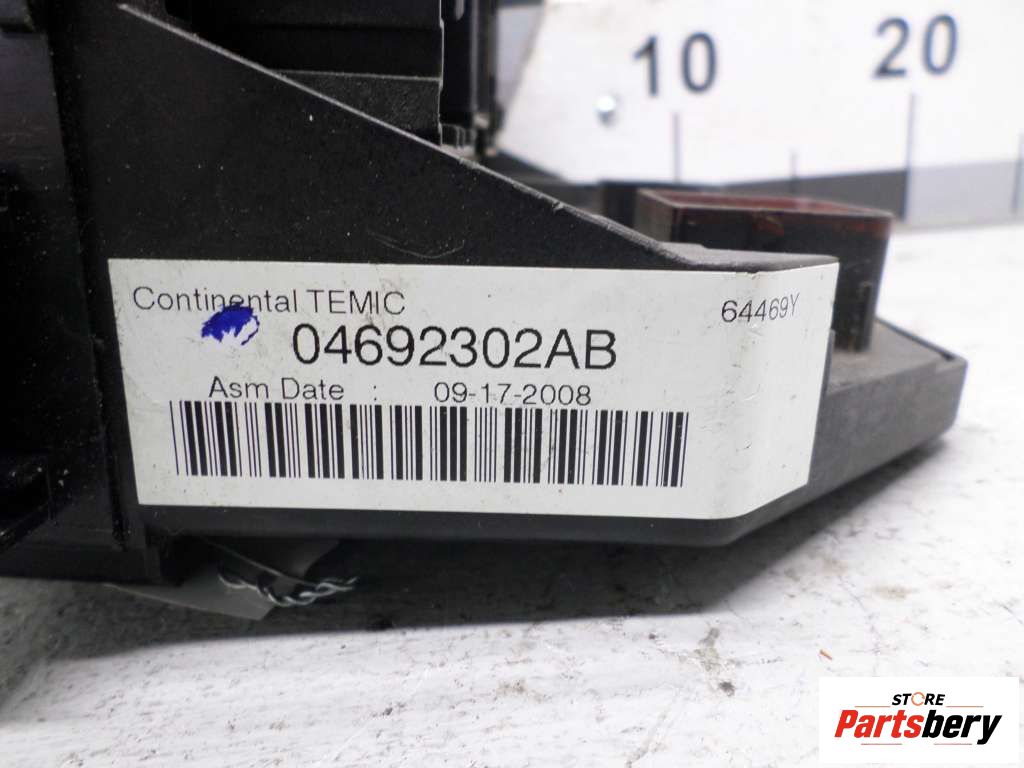 10 20
Continental TEMIC 64469Y
04692302AB
Asm Date : 09-17-2008
STORE
Partsbery